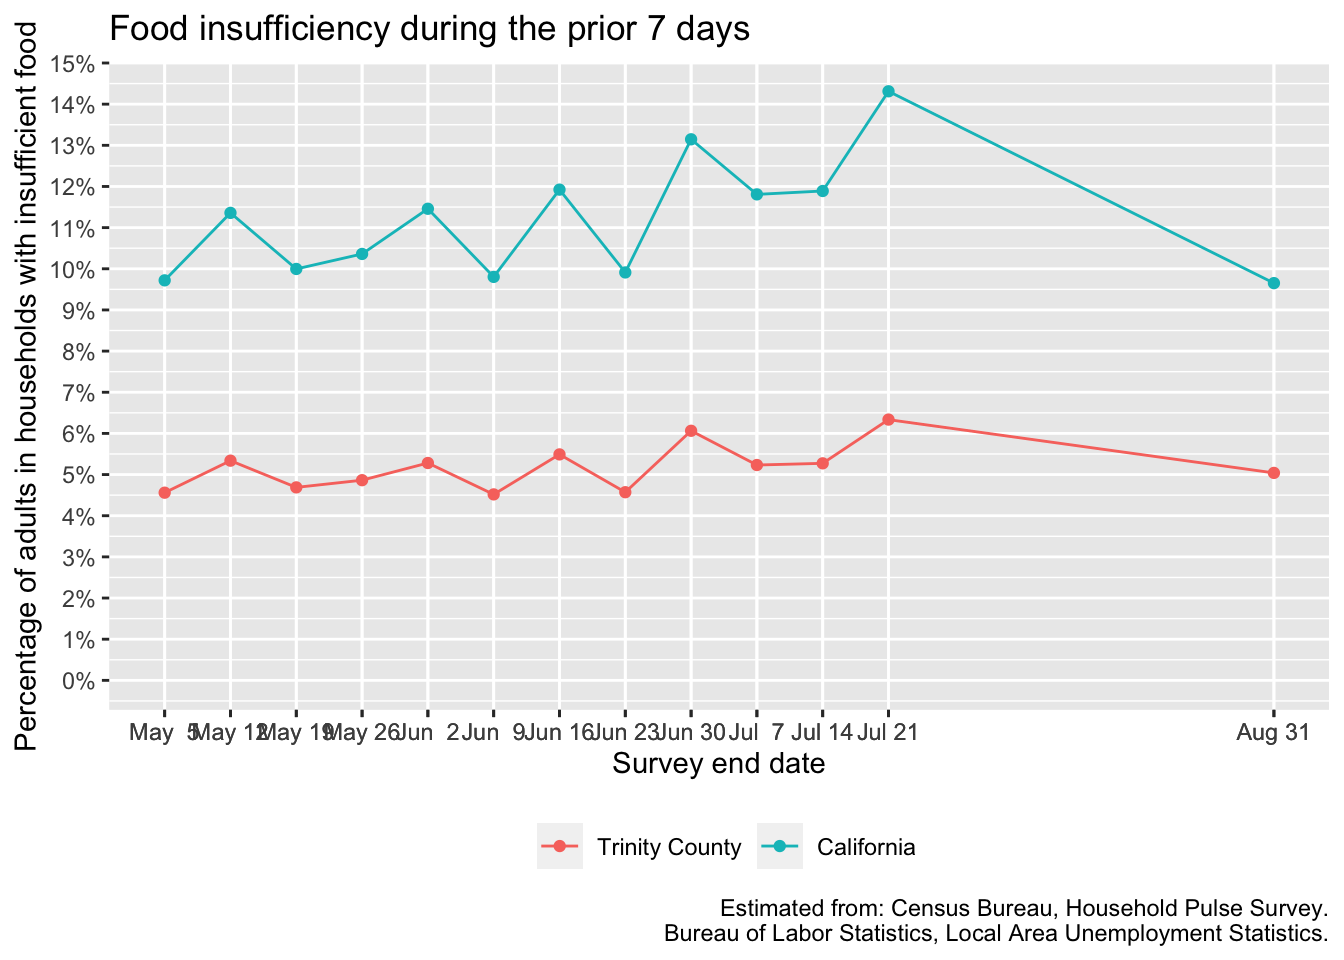 Food insufficiency during the prior 7 days
Percentage of adults in households with insufficient food
15%
14%
13%
12%
11%
10%
9%
8%
7%
6%
5%
4%
3%
2%
1%
0%
May 5 May 12 May 19 May 26 Jun 2 Jun 9 Jun 16 Jun 23 Jun 30 Jul 7 Jul 14 Jul 21 Aug 31
Survey end date
Trinity County California
Estimated from: Census Bureau, Household Pulse Survey.
Bureau of Labor Statistics, Local Area Unemployment Statistics.